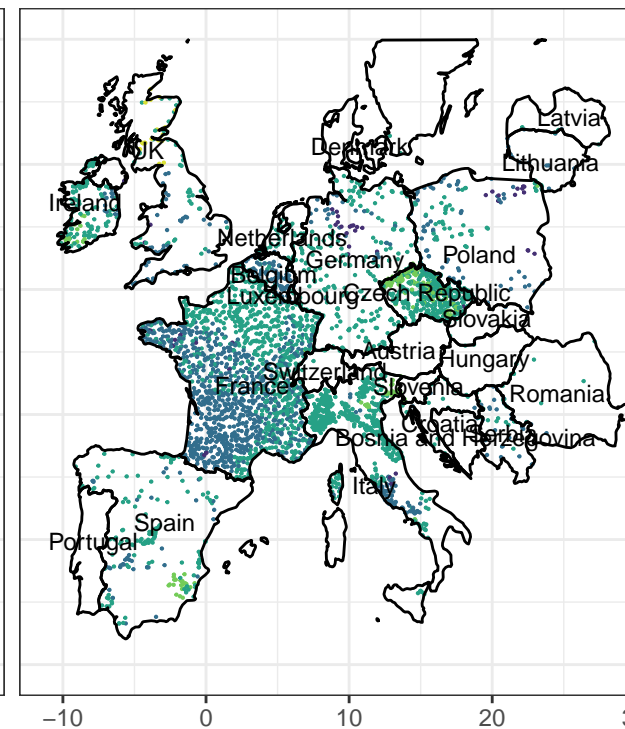 Latvia
UK
Denmark
Lithuania
Ireland
Netherlands
Germany
Poland
Belgium
Luxembourg
Czech Republic
Slovakia
Austria
Hungary
Switzerland
Slovenia
France
Romania
Croatia
Bosnia and Herzegovina
Italy
Spain
Portugal
−10
0
10
20